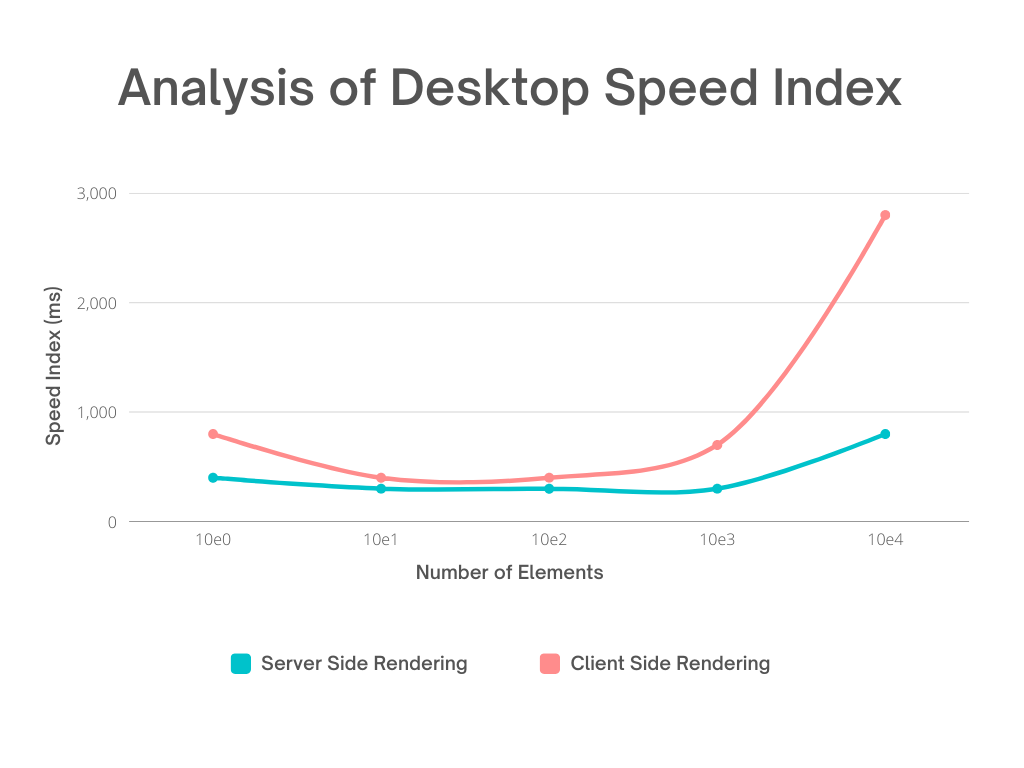 Analysis of Desktop Speed Index
3,000
2,000
1,000
0
Speed Index (ms)
10e0 10e1 10e2 10e3 10e4
Number of Elements
Server Side Rendering Client Side Rendering